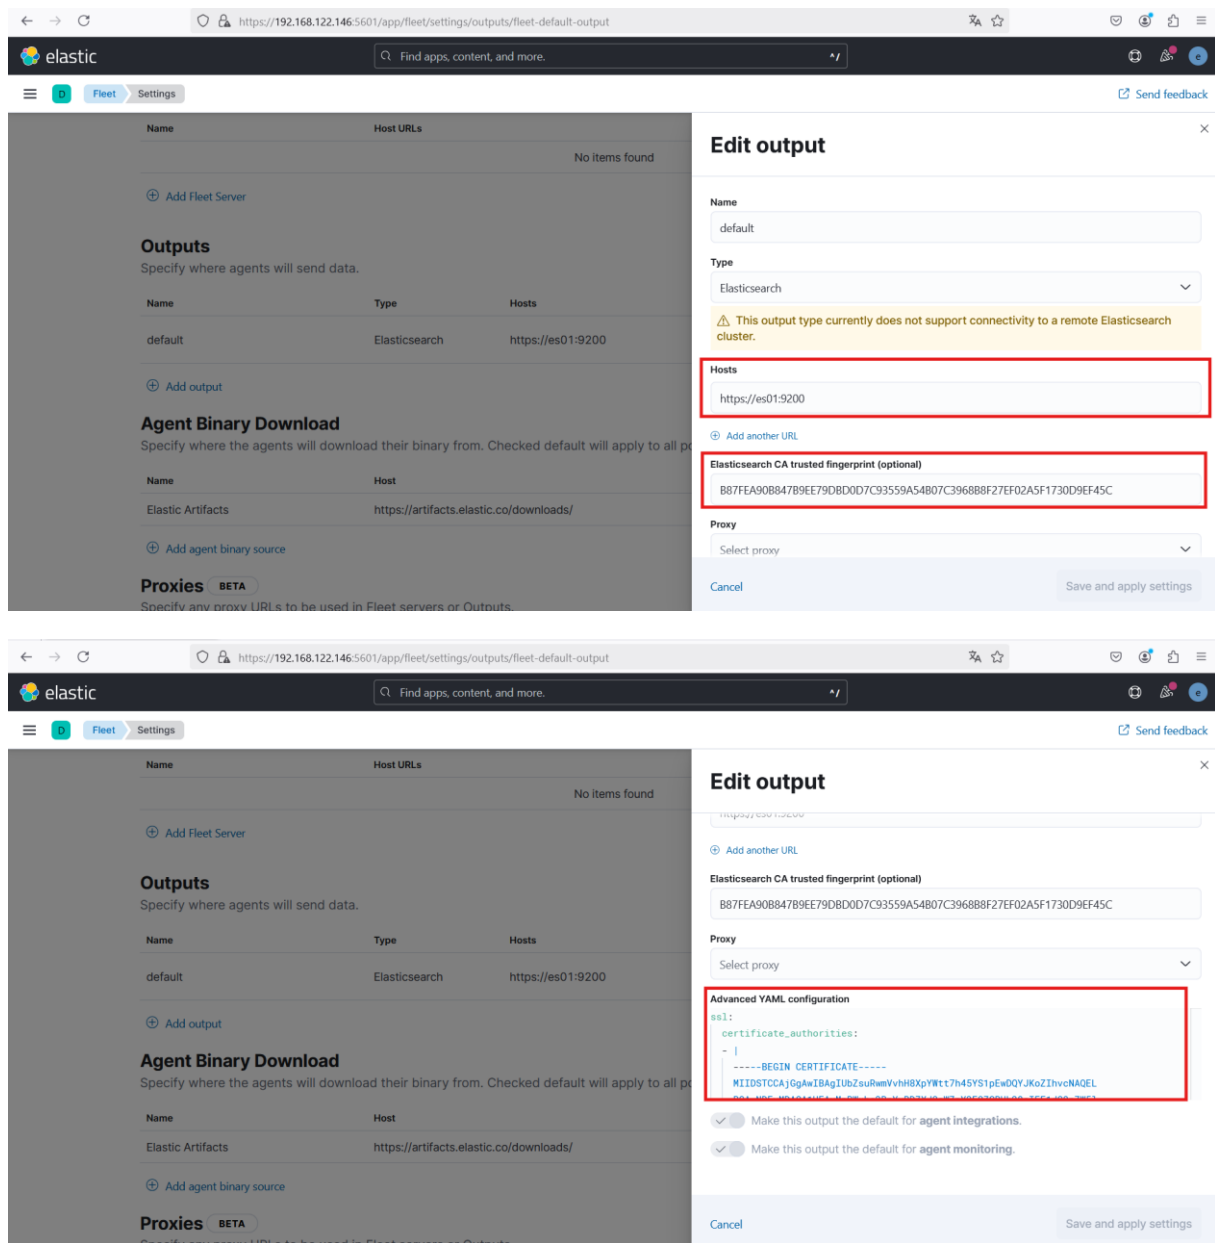 https://192.168.122.146:5601/app/fleet/settings/outputs/fleet-default-output
elastic
Find apps, content, and more.
^/
e
D
Fleet
Settings
Send feedback
Name
Host URLs
No items found
Add Fleet Server
Outputs
Specify where agents will send data.
Name
Type
Hosts
default
Elasticsearch
https://es01:9200
Add output
Agent Binary Download
Specify where the agents will download their binary from. Checked default will apply to all po
Name
Host
Elastic Artifacts
https://artifacts.elastic.co/downloads/
Add agent binary source
Proxies
BETA
Specify any proxy URLs to be used in Fleet servers or Outputs.
Edit output
Name
default
Type
Elasticsearch
This output type currently does not support connectivity to a remote Elasticsearch
cluster.
Hosts
https://es01:9200
Add another URL
Elasticsearch CA trusted fingerprint (optional)
B87FEA90B847B9EE79DBD0D7C93559A54B07C3968B8F27EF02A5F1730D9EF45C
Proxy
Select proxy
Cancel
Save and apply settings
https://192.168.122.146:5601/app/fleet/settings/outputs/fleet-default-output
elastic
Find apps, content, and more.
^/
e
D
Fleet
Settings
Send feedback
Name
Host URLs
No items found
Add Fleet Server
Outputs
Specify where agents will send data.
Name
Type
Hosts
default
Elasticsearch
https://es01:9200
Add output
Agent Binary Download
Specify where the agents will download their binary from. Checked default will apply to all po
Name
Host
Elastic Artifacts
https://artifacts.elastic.co/downloads/
Add agent binary source
Proxies
BETA
Edit output
https://es01:9200
Add another URL
Elasticsearch CA trusted fingerprint (optional)
B87FEA90B847B9EE79DBD0D7C93559A54B07C3968B8F27EF02A5F1730D9EF45C
Proxy
Select proxy
Advanced YAML configuration
ssl:
certificate_authorities:
- |
-----BEGIN CERTIFICATE-----
MIIDSTCCAjGgAwIBAgIUbZsuRwmVvhH8XpYWtt7h45YS1pEwDQYJKoZIhvcNAQEL
Make this output the default for agent integrations.
Make this output the default for agent monitoring.
Cancel
Save and apply settings